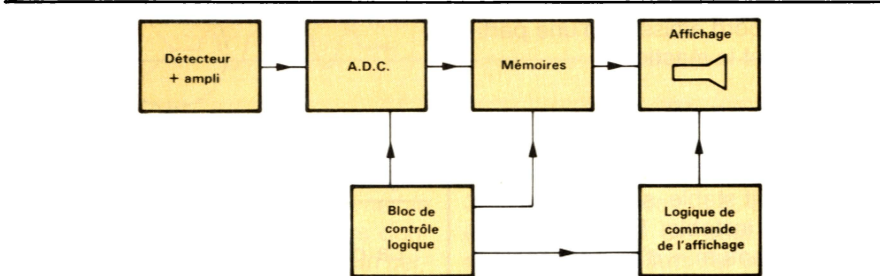 Détecteur
+ ampli
A.D.C.
Mémoires
Affichage
Bloc de
contrôle
logique
Logique de
commande
de l'affichage